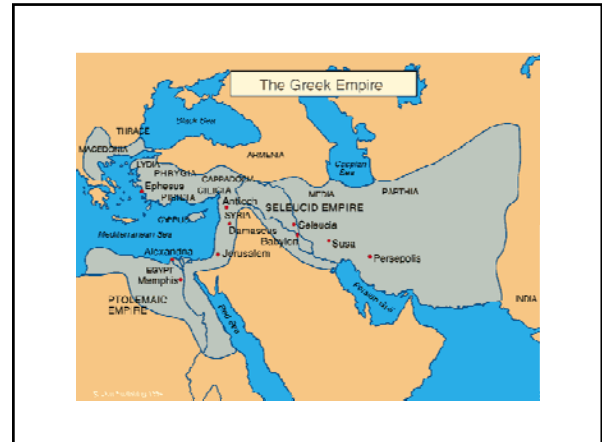 The Greek Empire
Black Sea
THRACE
MACEDONIA
ARMENIA
Caspian
Sea
LYDIA
PHRYGIA
CAPPADOCIA
CILICIA
MEDIA
PARTHIA
Ephesus
Antioch
SELEUCID EMPIRE
CYPRUS
SYRIA
Seleucia
Damascus
Mediterranean Sea
Babylon
Susa
Alexandria
Jerusalem
Persepolis
EGYPT
Memphis
PTOLEMAIC
EMPIRE
Red Sea
Persian Gulf
INDIA